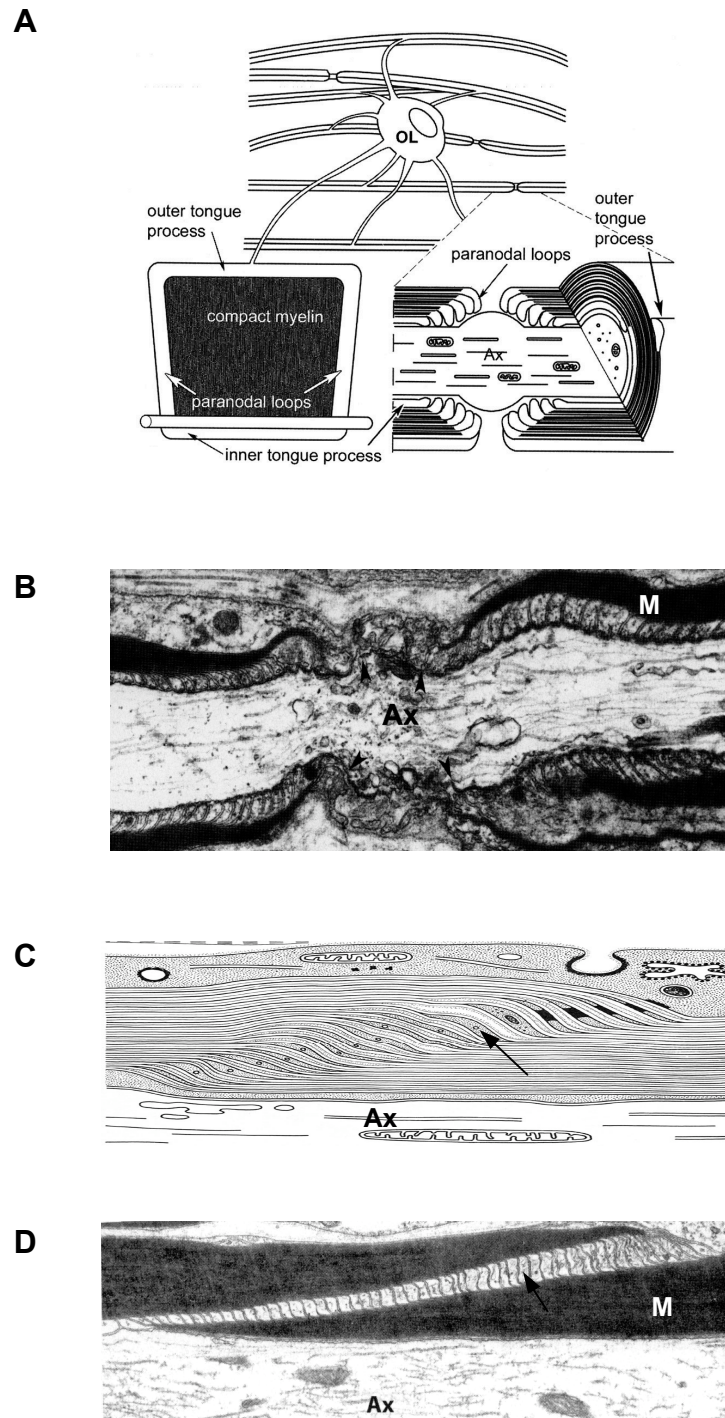 A
OL
outer tongue
process
outer
tongue
process
paranodal loops
compact myelin
Ax
paranodal loops
inner tongue process
B
M
Ax
C
Ax
D
M
Ax